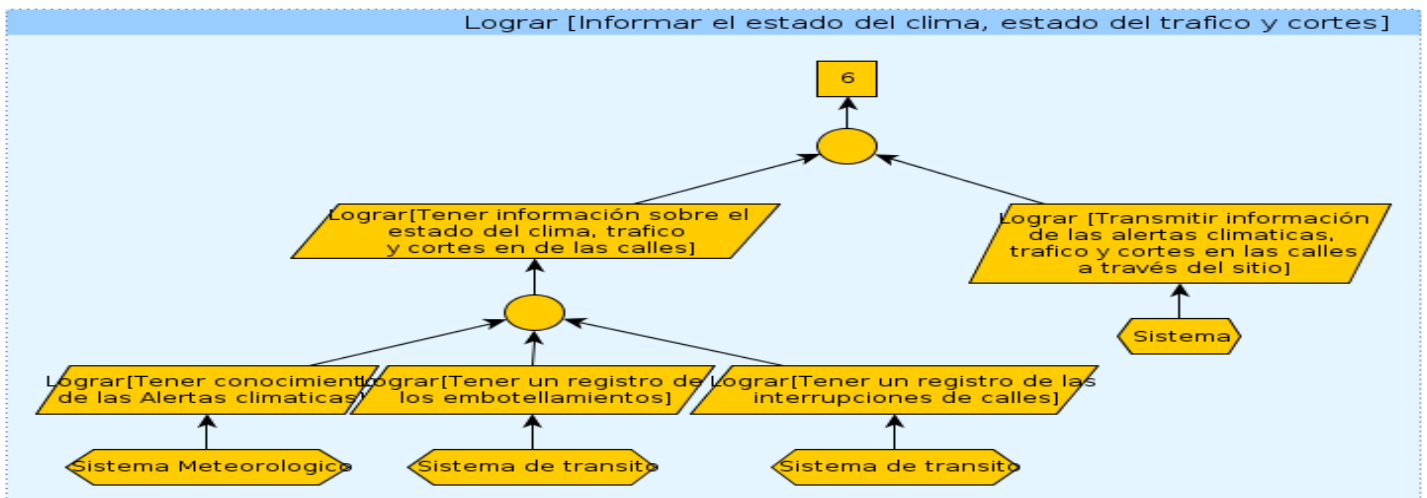 Lograr [Informar el estado del clima, estado del trafico y cortes]
6
Lograr[Tener información sobre el
estado del clima, trafico
y cortes en de las calles]
Lograr [Transmitir información
de las alertas climaticas,
trafico y cortes en las calles
a través del sitio]
Sistema
Lograr[Tener conocimiento
de las Alertas climaticas]
Lograr[Tener un registro de
los embotellamientos]
Lograr[Tener un registro de las
interrupciones de calles]
Sistema Meteorologico
Sistema de transito
Sistema de transito